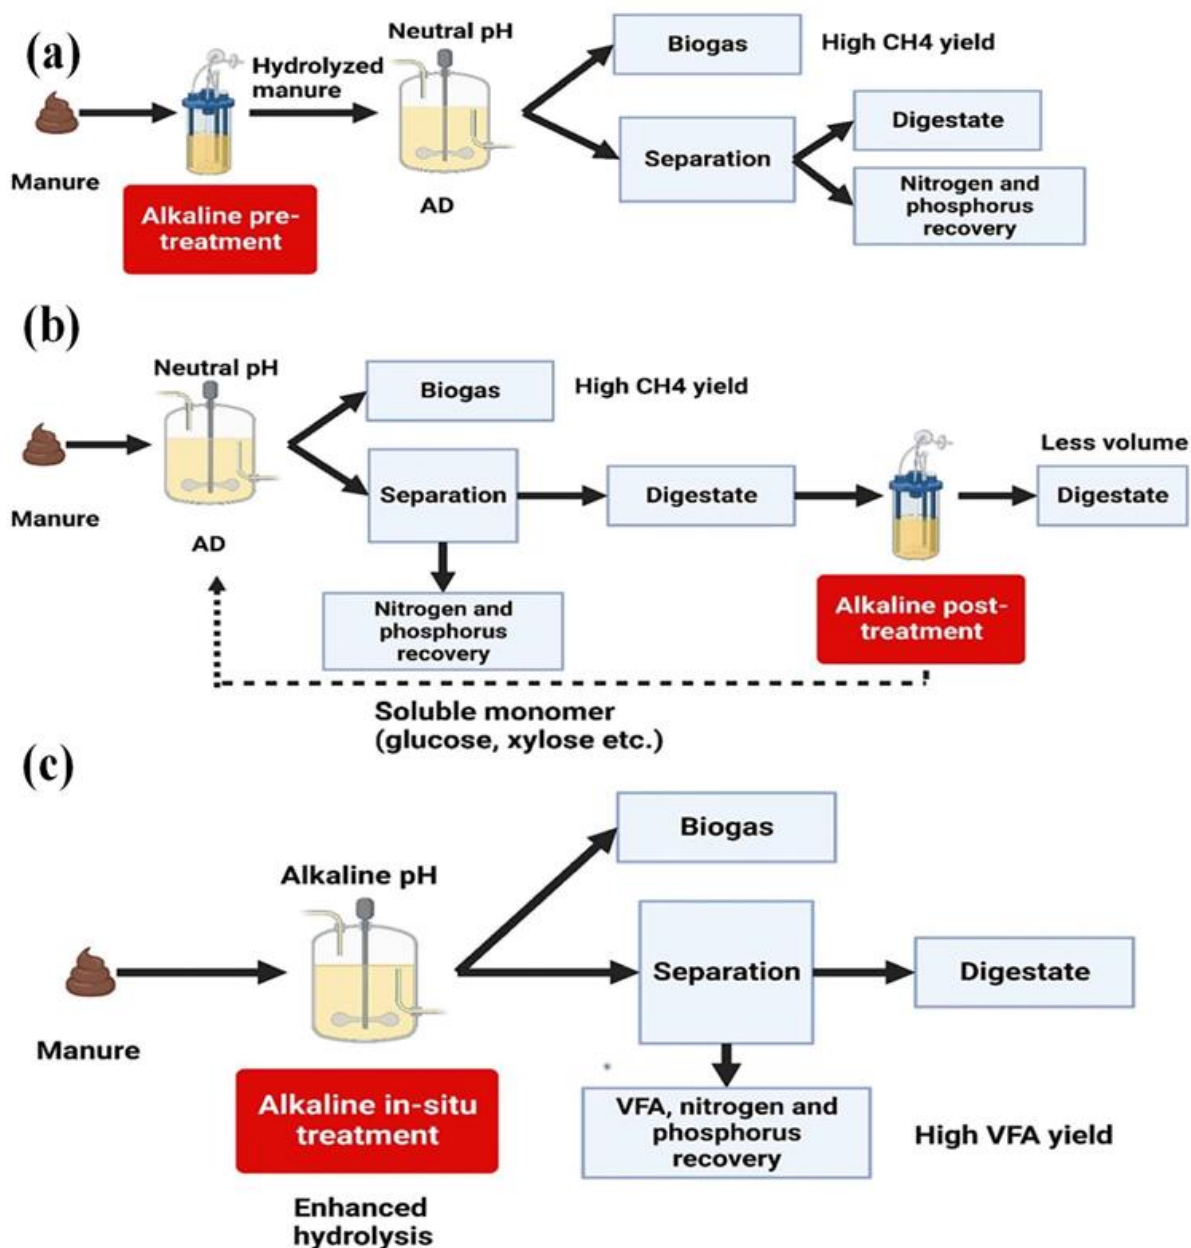 (a)
Neutral pH
Biogas
High CH4 yield
Hydrolyzed
manure
Digestate
Separation
Manure
Alkaline pre-
treatment
AD
Nitrogen and
phosphorus
recovery
(b)
Neutral pH
Biogas
High CH4 yield
Less volume
Separation
Digestate
Digestate
Manure
AD
Nitrogen and
phosphorus
recovery
Alkaline post-
treatment
Soluble monomer
(glucose, xylose etc.)
(c)
Biogas
Alkaline pH
Separation
Digestate
Manure
Alkaline in-situ
treatment
VFA, nitrogen and
phosphorus
recovery
High VFA yield
Enhanced
hydrolysis